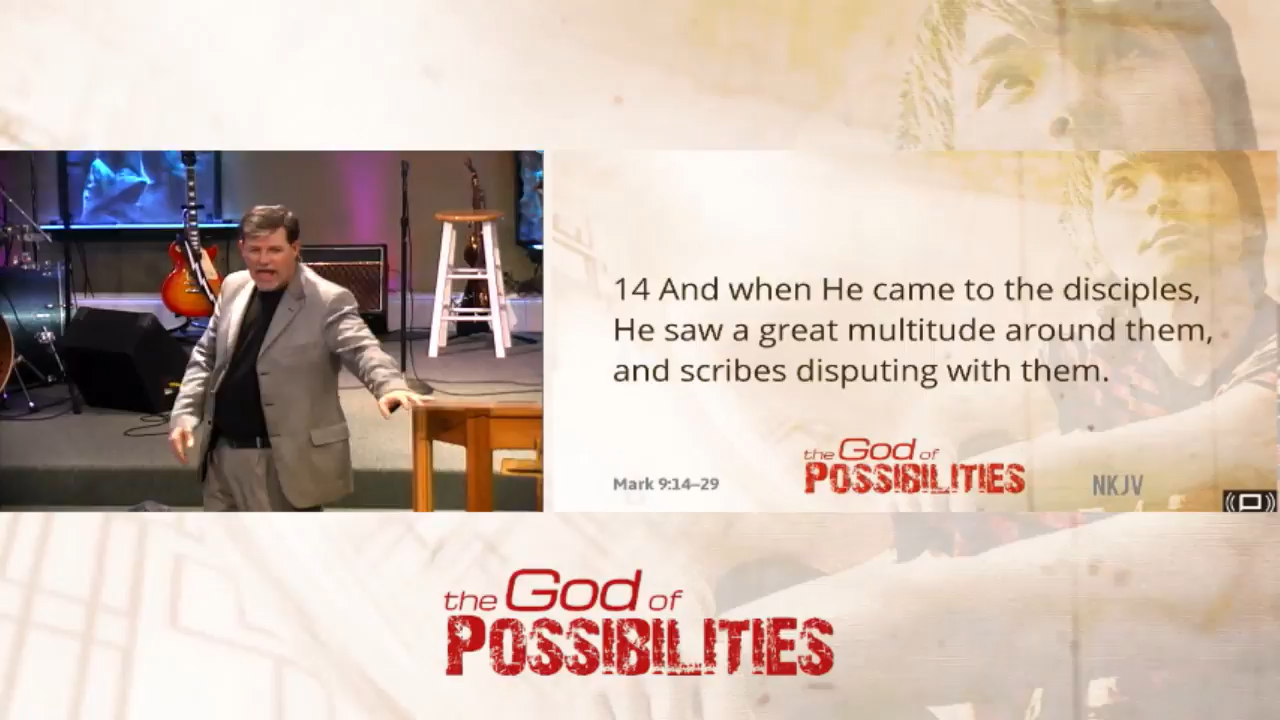 14 And when He came to the disciples,
He saw a great multitude around them,
and scribes disputing with them.
the God of
POSSIBILITIES
Mark 9:14–29
NKJV
the God of
POSSIBILITIES